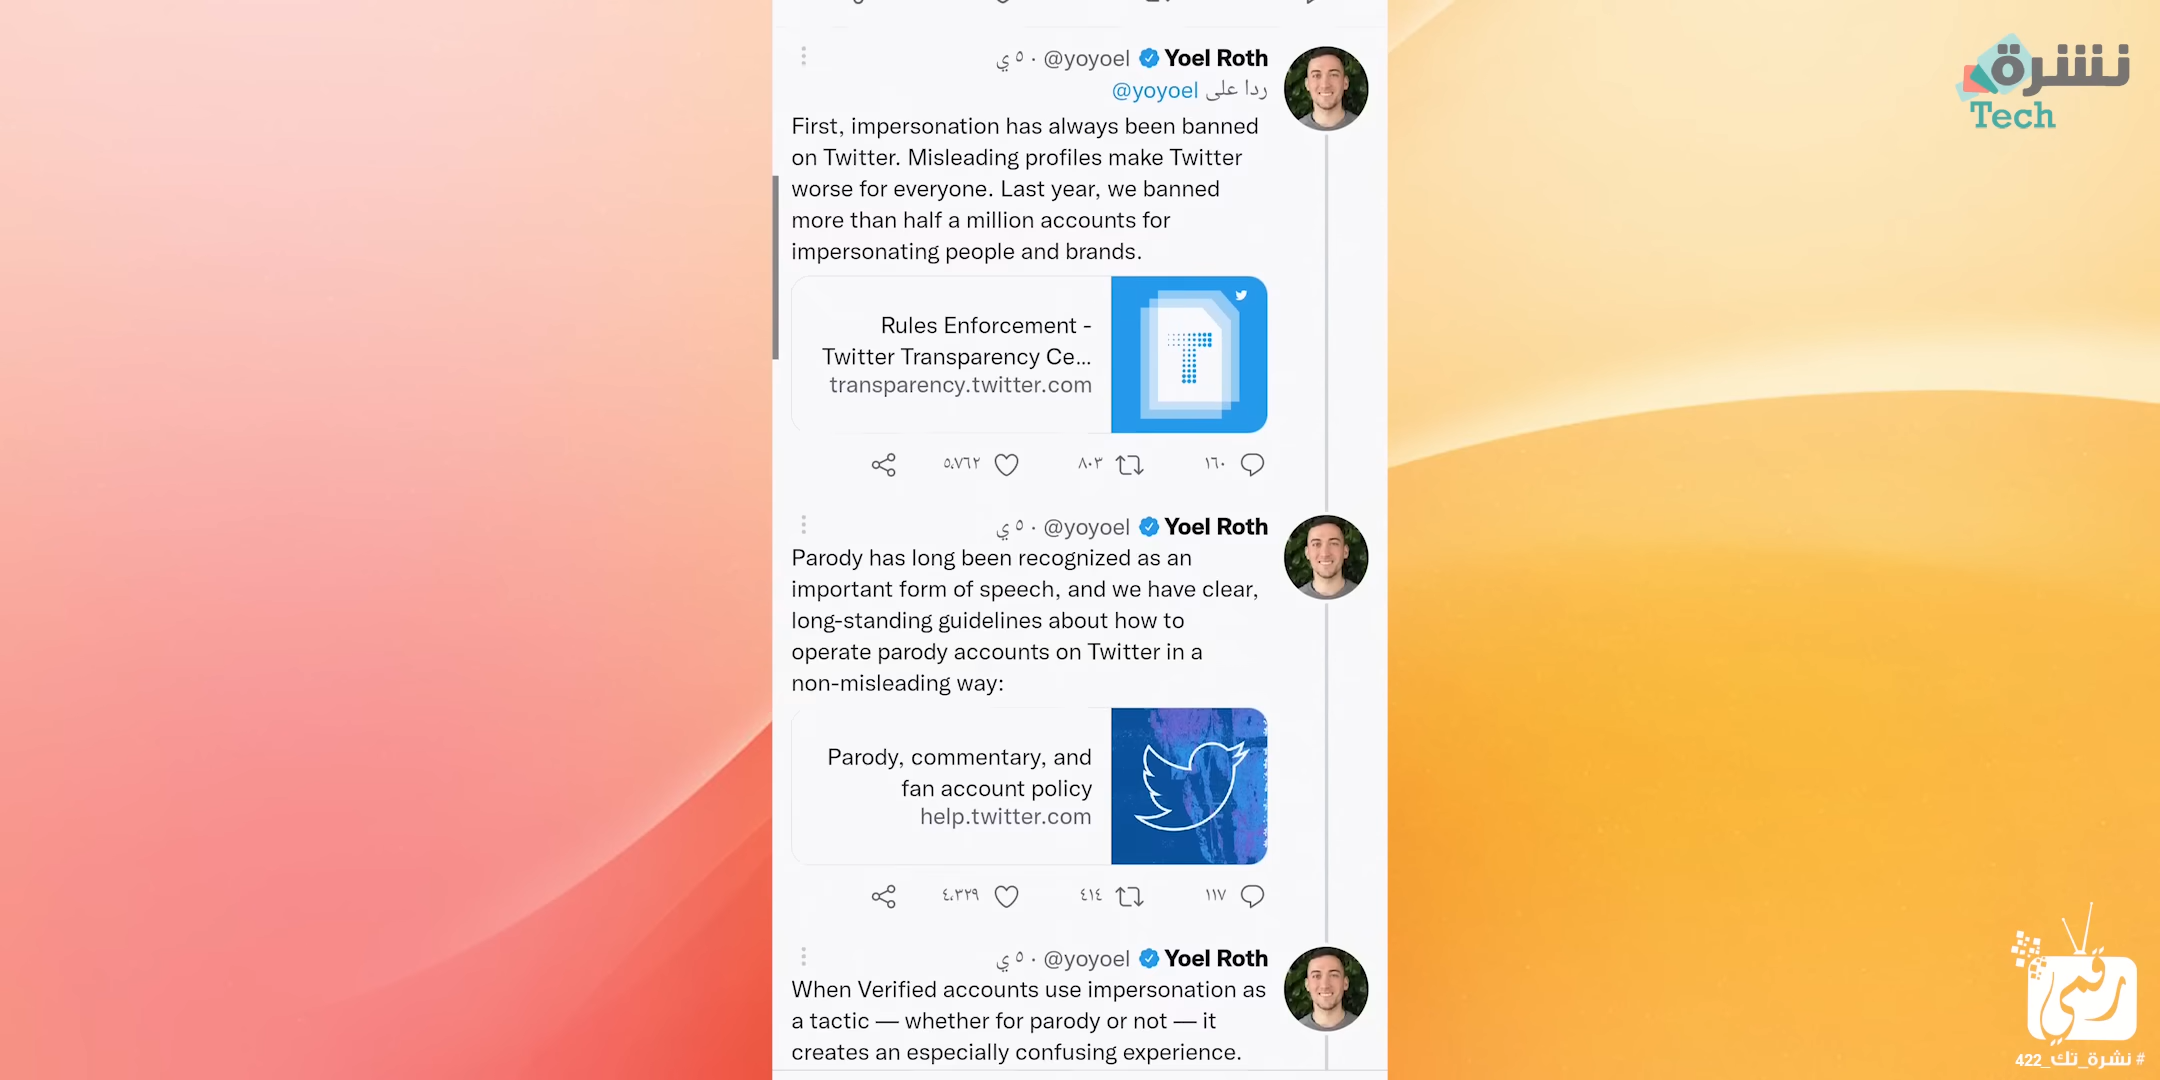 Yoel Roth @yoyoel · ٥ ي
ردا على @yoyoel
First, impersonation has always been banned
on Twitter. Misleading profiles make Twitter
worse for everyone. Last year, we banned
more than half a million accounts for
impersonating people and brands.
Rules Enforcement -
Twitter Transparency Ce...
transparency.twitter.com
١٦٠ ٨٠٣ ٥،٧٦٢
Yoel Roth @yoyoel · ٥ ي
Parody has long been recognized as an
important form of speech, and we have clear,
long-standing guidelines about how to
operate parody accounts on Twitter in a
non-misleading way:
Parody, commentary, and
fan account policy
help.twitter.com
١١٧ ٤١٤ ٤،٣٢٩
Yoel Roth @yoyoel · ٥ ي
When Verified accounts use impersonation as
a tactic — whether for parody or not — it
creates an especially confusing experience.
نشرة
Tech
رقمي
# نشرة_تك_422